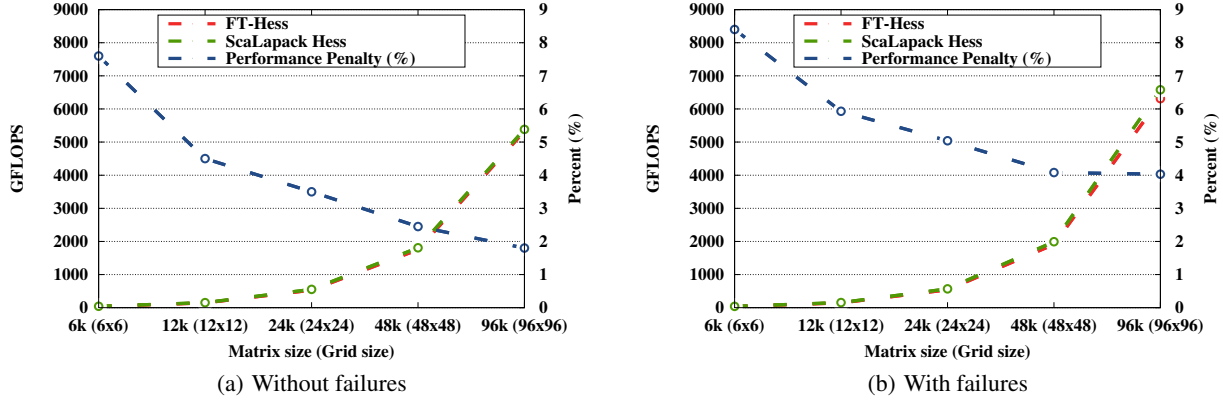 9000
8000
7000
6000
5000
4000
3000
2000
1000
0
GFLOPS
FT-Hess
ScaLapack Hess
Performance Penalty (%)
9
8
7
6
5
4
3
2
1
0
Percent (%)
6k (6x6) 12k (12x12) 24k (24x24) 48k (48x48) 96k (96x96)
Matrix size (Grid size)
(a) Without failures
9000
8000
7000
6000
5000
4000
3000
2000
1000
0
GFLOPS
FT-Hess
ScaLapack Hess
Performance Penalty (%)
9
8
7
6
5
4
3
2
1
0
Percent (%)
6k (6x6) 12k (12x12) 24k (24x24) 48k (48x48) 96k (96x96)
Matrix size (Grid size)
(b) With failures